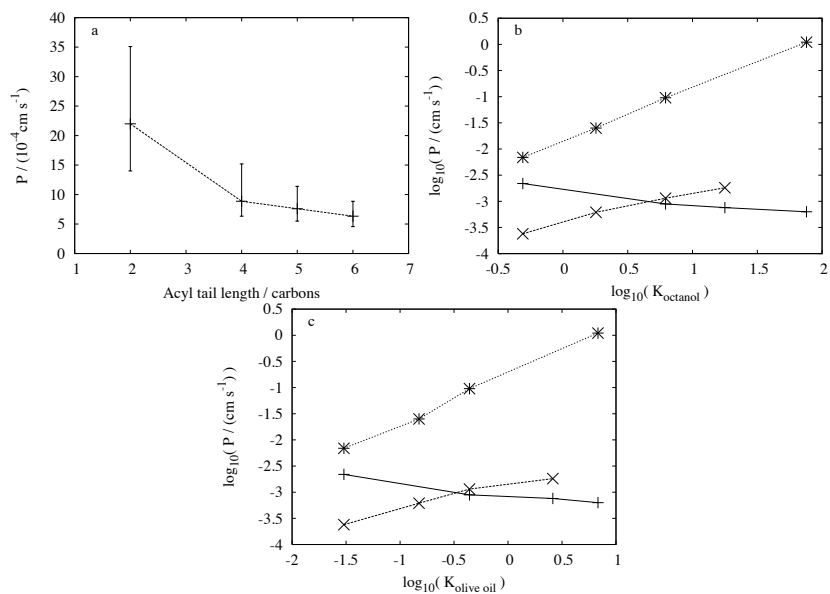 a
40
35
30
25
20
15
10
5
0
P / (10⁻⁴cm s⁻¹)
1 2 3 4 5 6 7
Acyl tail length / carbons
b
0.5
0
-0.5
-1
-1.5
-2
-2.5
-3
-3.5
-4
log₁₀( P / (cm s⁻¹) )
-0.5 0 0.5 1 1.5 2
log₁₀( K_octanol )
c
0.5
0
-0.5
-1
-1.5
-2
-2.5
-3
-3.5
-4
log₁₀( P / (cm s⁻¹) )
-2 -1.5 -1 -0.5 0 0.5 1
log₁₀( K_olive oil )